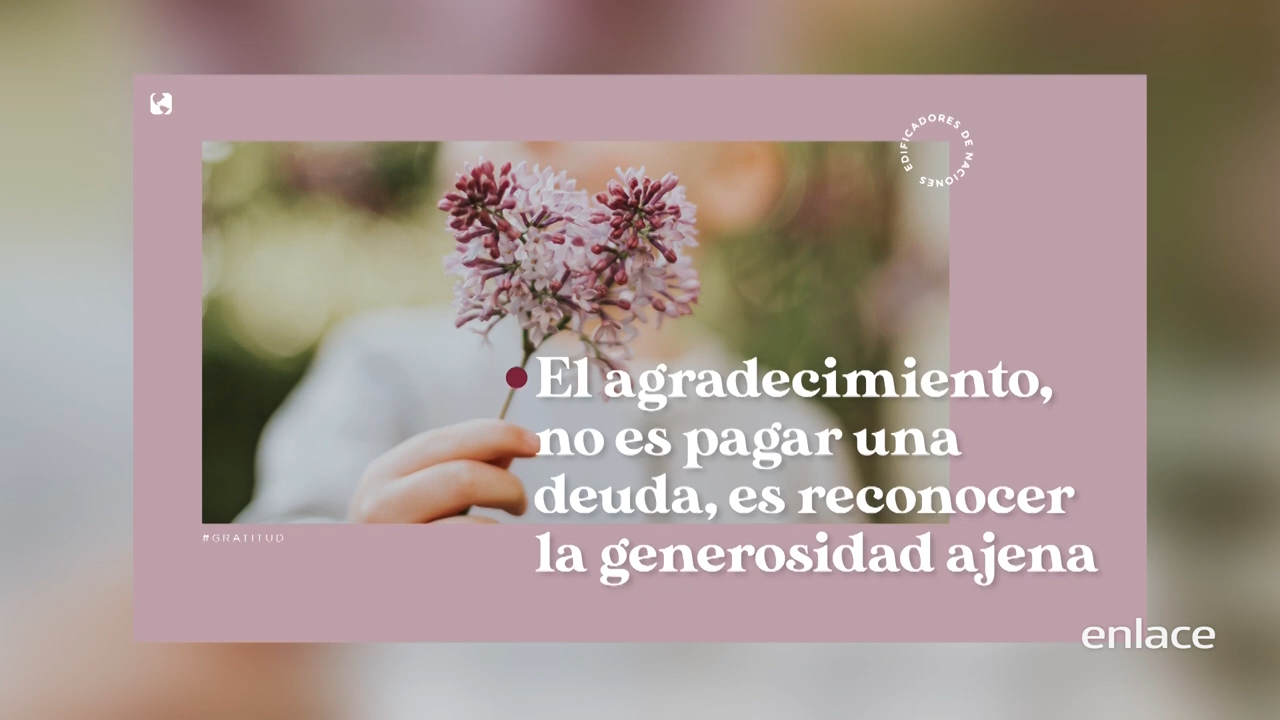 EDIFICADORES DE NACIONES
El agradecimiento,
no es pagar una
deuda, es reconocer
la generosidad ajena
#GRATITUD
enlace